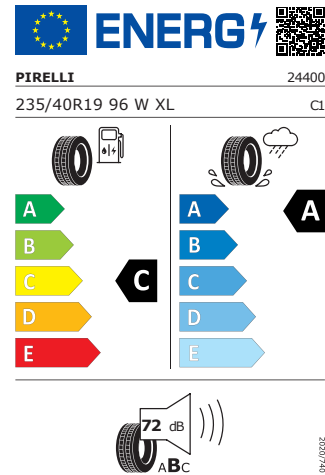 ENERG
PIRELLI 24400
235/40R19 96 W XL C1
A A A
B B
C C C
D D
E E
72 dB
ABC
2020/740